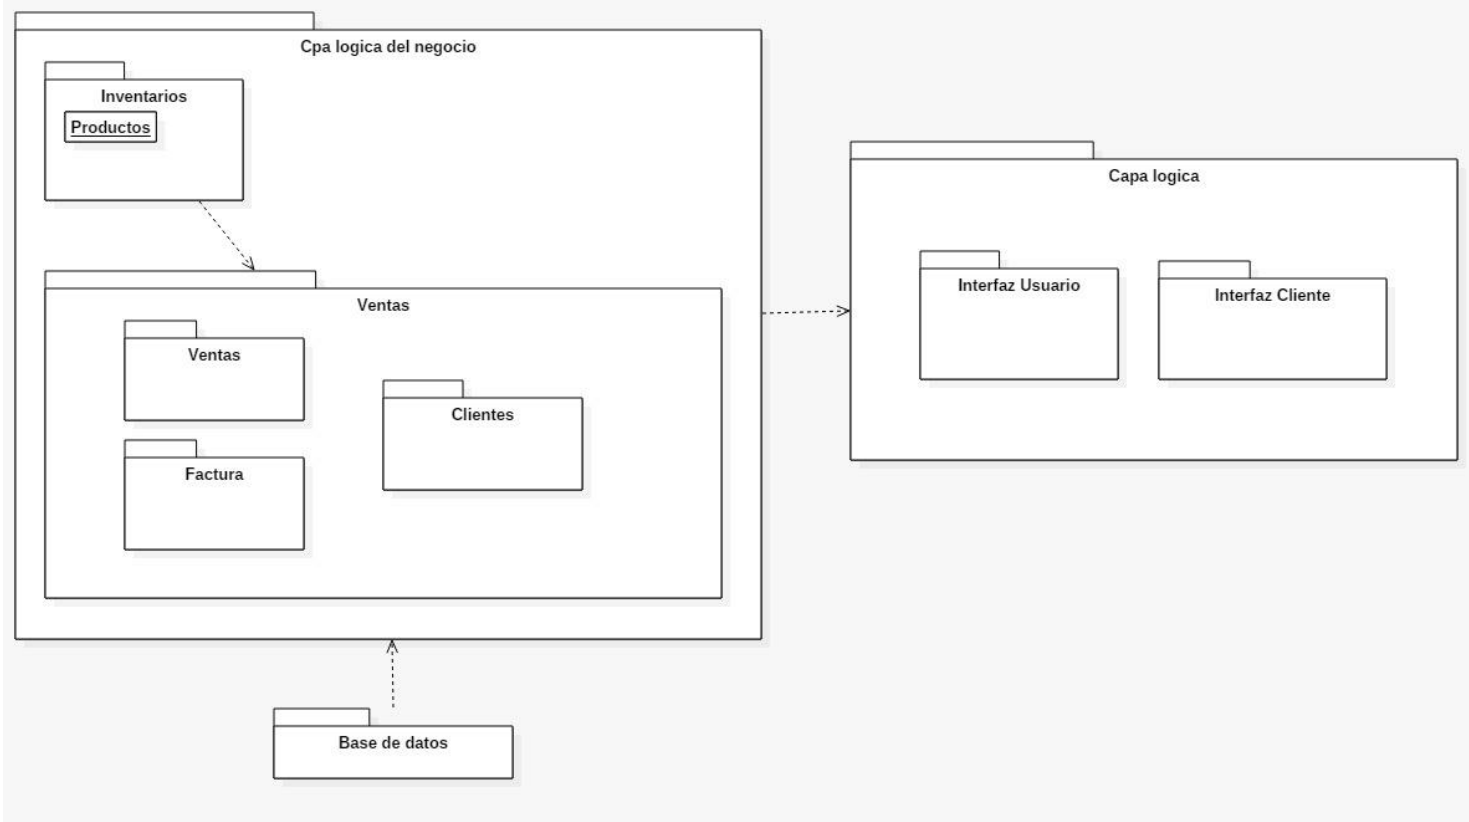 Cpa logica del negocio
Inventarios
Productos
Ventas
Ventas
Clientes
Factura
Capa logica
Interfaz Usuario
Interfaz Cliente
Base de datos